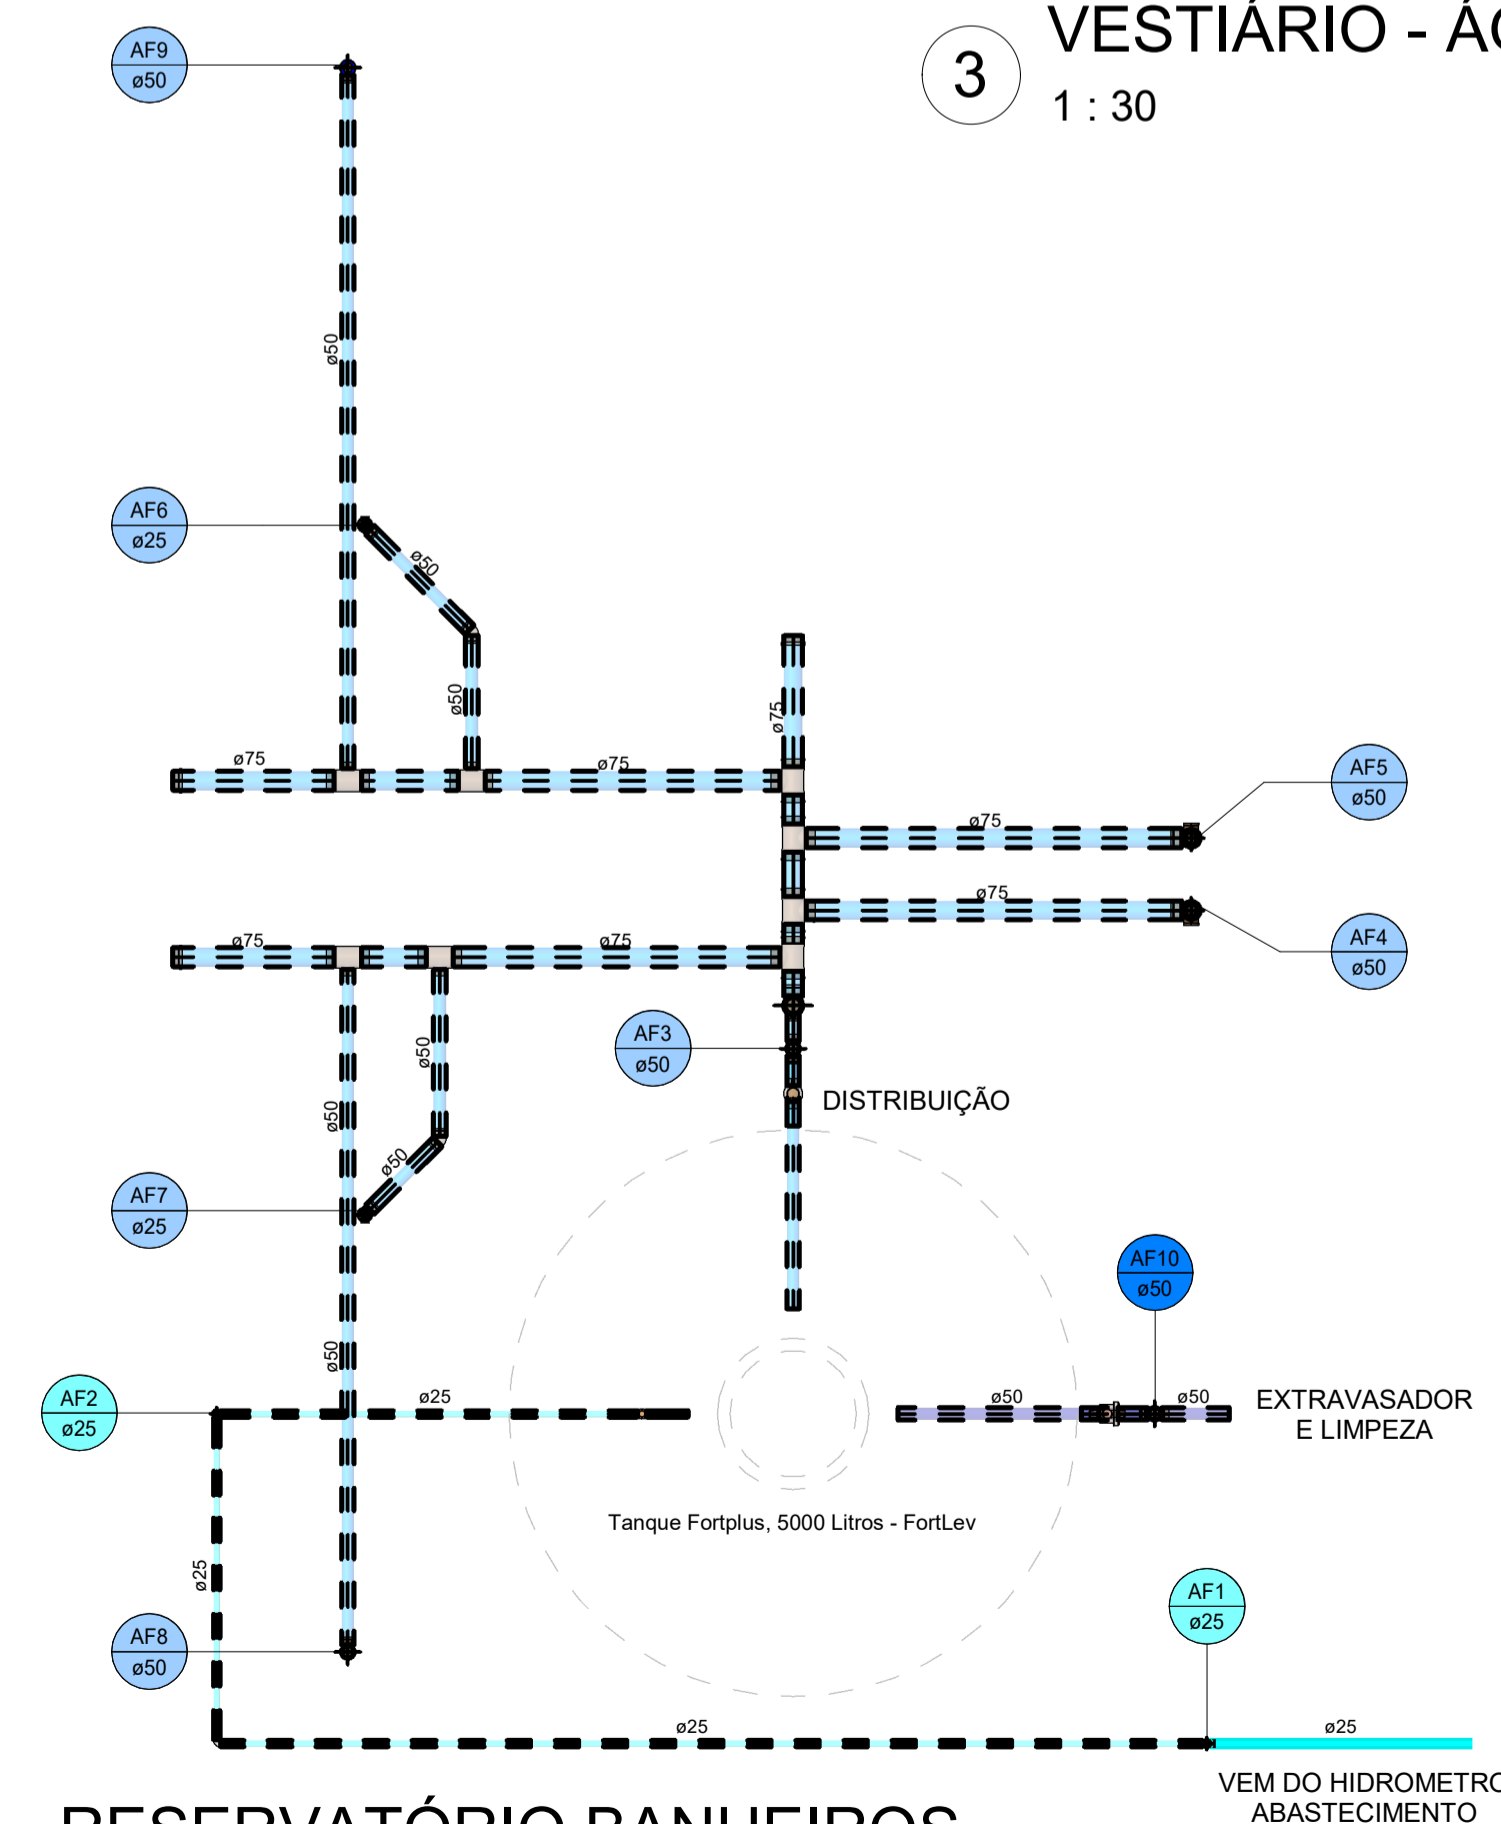 VESTIÁRIO - Á
3
1 : 30
AF9
ø50
ø50
AF6
ø25
ø50
ø50
ø75
ø75
ø75
AF5
ø50
ø75
ø75
AF4
ø50
ø75
ø75
AF3
ø50
ø50
ø50
DISTRIBUIÇÃO
ø50
AF7
ø25
AF10
ø50
ø50
AF2
ø25
ø25
ø50
ø50
EXTRAVASADOR
E LIMPEZA
Tanque Fortplus, 5000 Litros - FortLev
ø25
AF1
ø25
AF8
ø50
ø25
ø25
VEM DO HIDROMETRO
ABASTECIMENTO
RESERVATÓRIO BANHEIROS